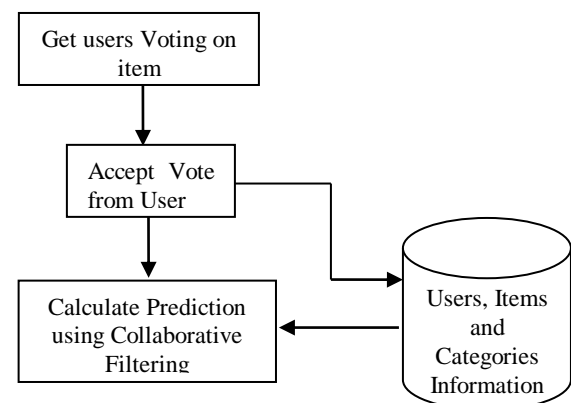 Get users Voting on
item
Accept Vote
from User
Calculate Prediction
using Collaborative
Filtering
Users, Items
and
Categories
Information